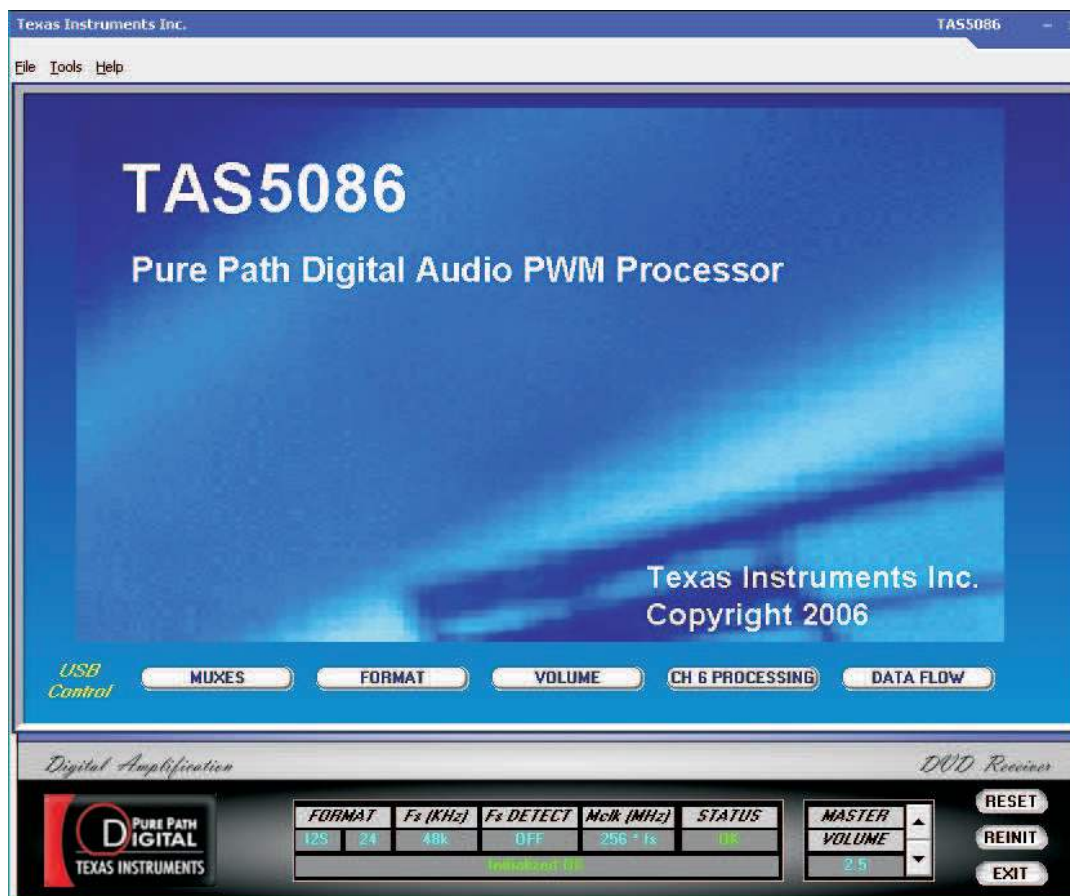 Texas Instruments Inc. TAS5086
File Tools Help
TAS5086
Pure Path Digital Audio PWM Processor
Texas Instruments Inc.
Copyright 2006
USB
Control
MUXES FORMAT VOLUME CH 6 PROCESSING DATA FLOW
Digital Amplification DVD Receiver
PURE PATH
DIGITAL
TEXAS INSTRUMENTS
FORMAT Fs (KHz) Fs DETECT Mclk (MHz) STATUS
I2S 24 48k OFF 256 * fs OK
Initialized OK
MASTER
VOLUME
2.5
RESET
REINIT
EXIT